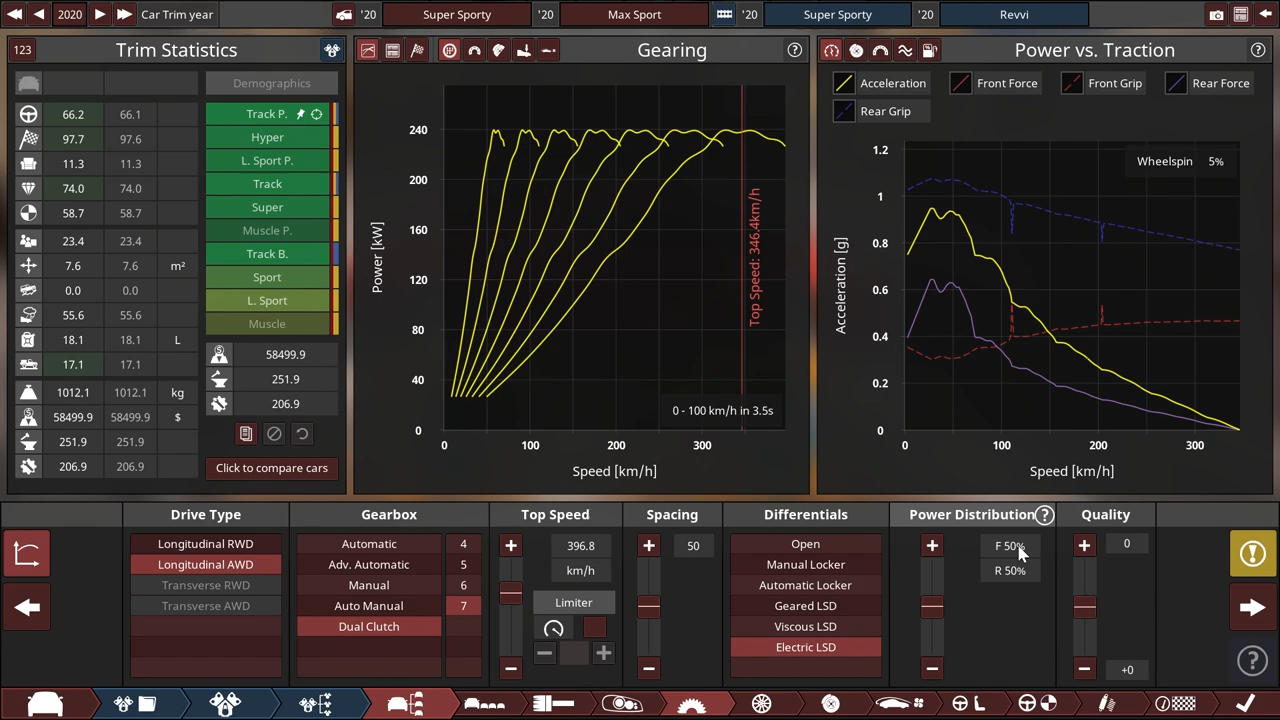 2020 Car Trim year '20 Super Sporty '20 Max Sport '20 Super Sporty '20 Revvi
123 Trim Statistics
Demographics
66.2 66.1
97.7 97.6
11.3 11.3
74.0 74.0
58.7 58.7
23.4 23.4
7.6 7.6 m²
0.0 0.0
55.6 55.6
18.1 18.1 L
17.1 17.1
1012.1 1012.1 kg
58499.9 58499.9 $
251.9 251.9
206.9 206.9
Track P.
Hyper
L. Sport P.
Track
Super
Muscle P.
Track B.
Sport
L. Sport
Muscle
58499.9
251.9
206.9
Click to compare cars
Gearing ?
Power [kW]
240
200
160
120
80
40
0
0 100 200 300
Speed [km/h]
Top Speed: 346.4km/h
0 - 100 km/h in 3.5s
Power vs. Traction ?
Acceleration Front Force Front Grip Rear Force
Rear Grip
Wheelspin 5%
Acceleration [g]
1.2
1
0.8
0.6
0.4
0.2
0
0 100 200 300
Speed [km/h]
Drive Type
Longitudinal RWD
Longitudinal AWD
Transverse RWD
Transverse AWD
Gearbox
Automatic 4
Adv. Automatic 5
Manual 6
Auto Manual 7
Dual Clutch
Top Speed
+ 396.8
km/h
Limiter
- +
-
Spacing
+ 50
-
Differentials
Open
Manual Locker
Automatic Locker
Geared LSD
Viscous LSD
Electric LSD
Power Distribution ?
+ F 50%
R 50%
-
Quality
+ 0
- +0
?